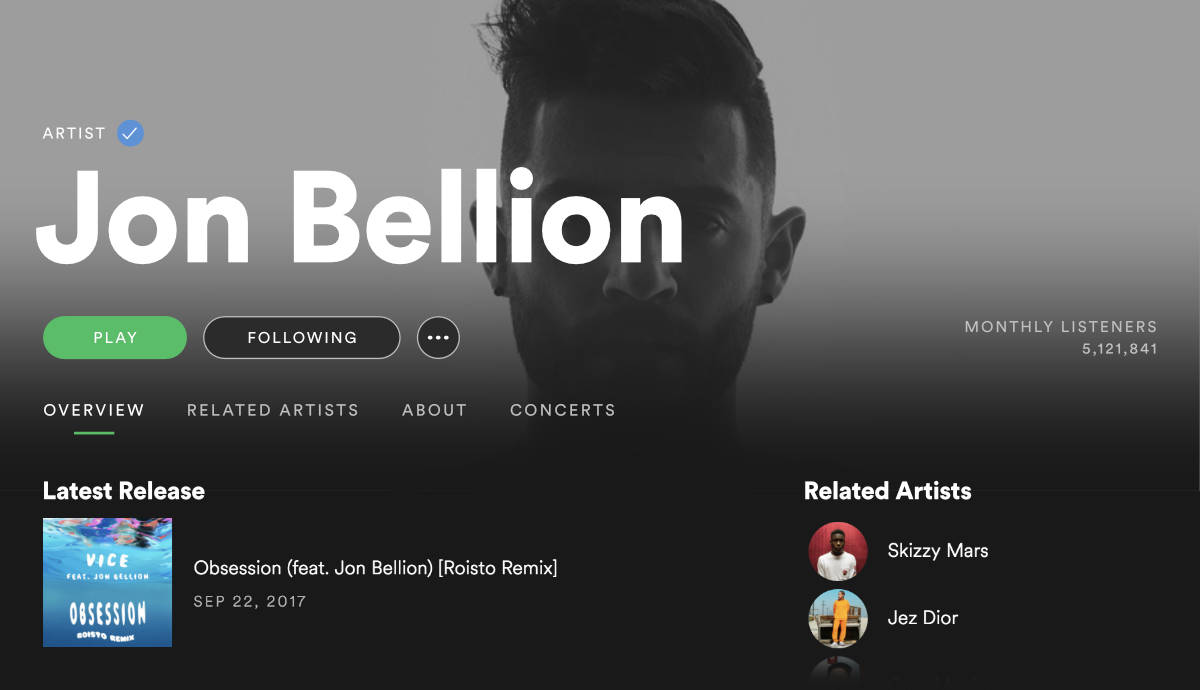 ARTIST
Jon Bellion
PLAY
FOLLOWING
MONTHLY LISTENERS
5,121,841
OVERVIEW
RELATED ARTISTS
ABOUT
CONCERTS
Latest Release
VICE
FEAT. JON BELLION
OBSESSION
ROISTO REMIX
Obsession (feat. Jon Bellion) [Roisto Remix]
SEP 22, 2017
Related Artists
Skizzy Mars
Jez Dior